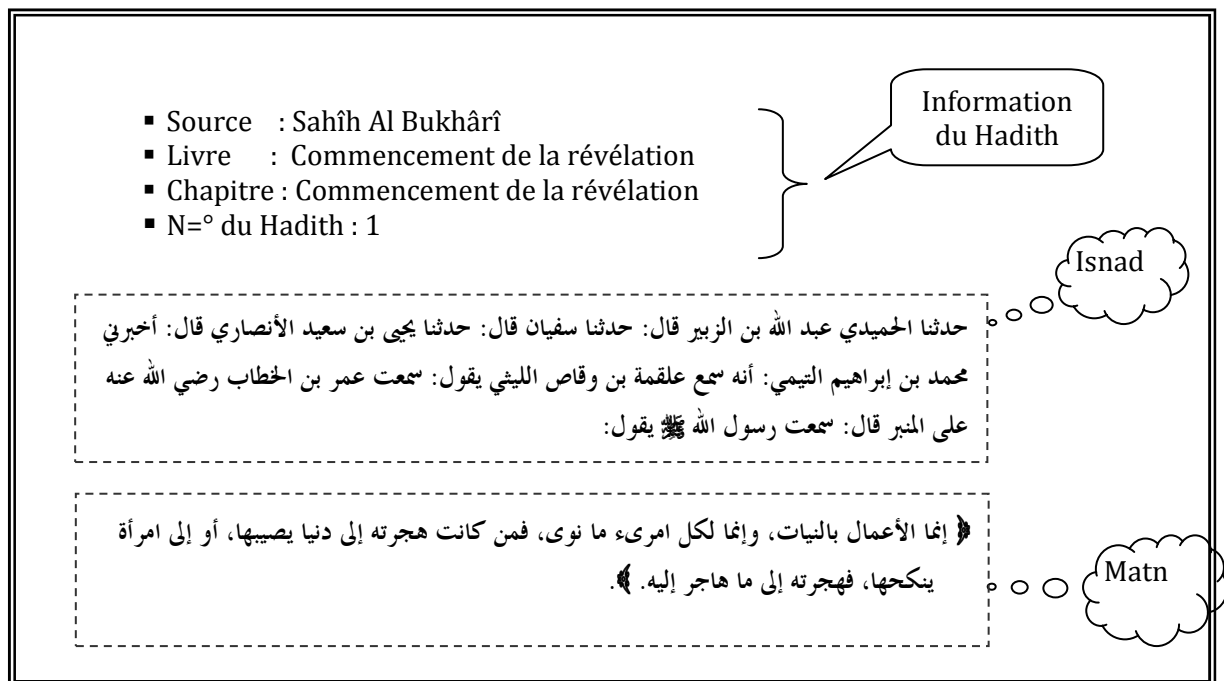 ▪ Source : Sahîh Al Bukhârî
▪ Livre : Commencement de la révélation
▪ Chapitre : Commencement de la révélation
▪ N=° du Hadith : 1
Information
du Hadith
Isnad
حدثنا الحميدي عبد الله بن الزبير قال: حدثنا سفيان قال: حدثنا يحيى بن سعيد الأنصاري قال: أخبرني
محمد بن إبراهيم التيمي: أنه سمع علقمة بن وقاص الليثي يقول: سمعت عمر بن الخطاب رضي الله عنه
على المنبر قال: سمعت رسول الله ﷺ يقول:
﴿ إنما الأعمال بالنيات، وإنما لكل امرىء ما نوى، فمن كانت هجرته إلى دنيا يصيبها، أو إلى امرأة
ينكحها، فهجرته إلى ما هاجر إليه. ﴾.
Matn